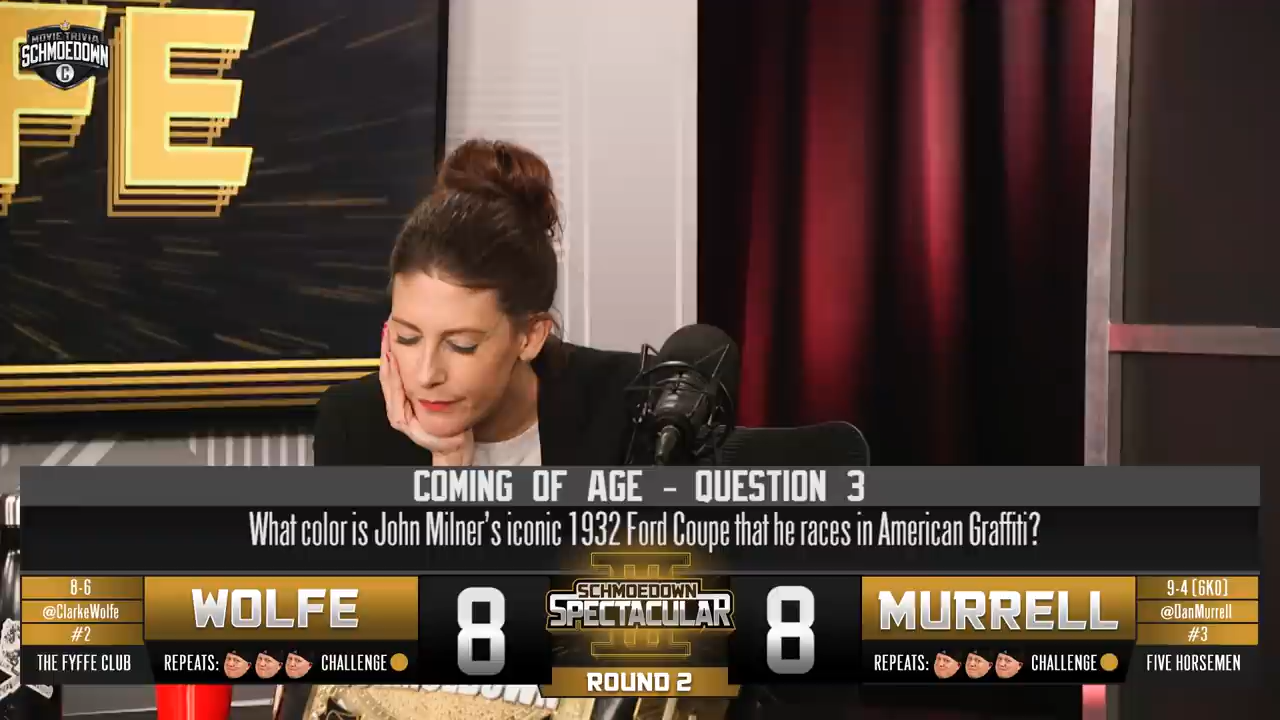 MOVIE TRIVIA
SCHMOEDOWN
C
FE
COMING OF AGE - QUESTION 3
What color is John Milner's iconic 1932 Ford Coupe that he races in American Graffiti?
8-6
@ClarkeWolfe
#2
WOLFE
8
III
SCHMOEDOWN
SPECTACULAR
8
MURRELL
9-4 (6KO)
@DanMurrell
#3
THE FYFFE CLUB
REPEATS:
CHALLENGE
ROUND 2
REPEATS:
CHALLENGE
FIVE HORSEMEN